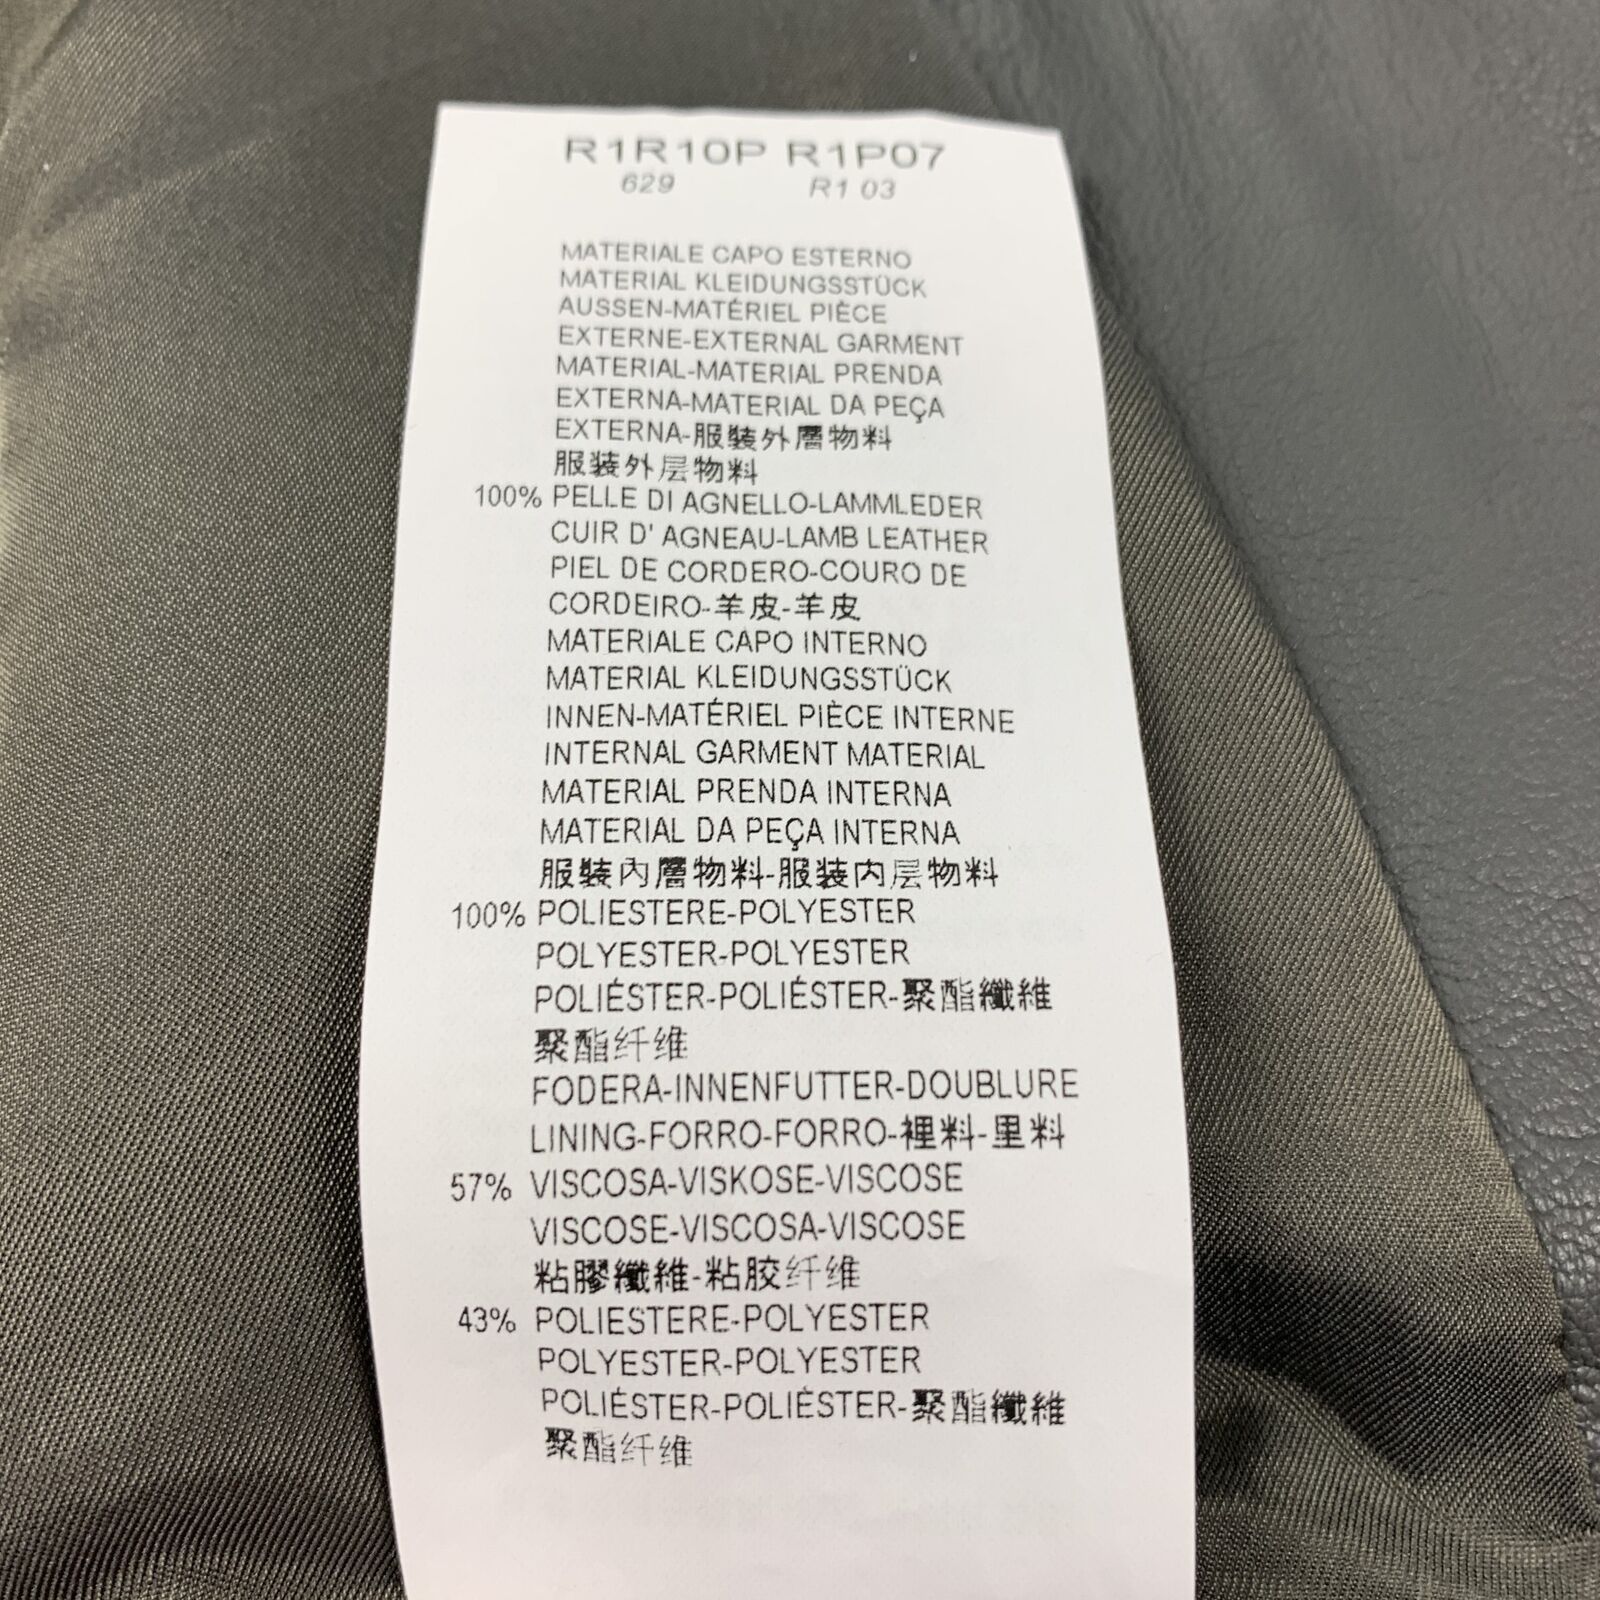 R1R10P R1P07
629 R1 03
MATERIALE CAPO ESTERNO
MATERIAL KLEIDUNGSSTÜCK
AUSSEN-MATÉRIEL PIÈCE
EXTERNE-EXTERNAL GARMENT
MATERIAL-MATERIAL PRENDA
EXTERNA-MATERIAL DA PEÇA
EXTERNA-服裝外層物料
服装外层物料
100% PELLE DI AGNELLO-LAMMLEDER
CUIR D' AGNEAU-LAMB LEATHER
PIEL DE CORDERO-COURO DE
CORDEIRO-羊皮-羊皮
MATERIALE CAPO INTERNO
MATERIAL KLEIDUNGSSTÜCK
INNEN-MATÉRIEL PIÈCE INTERNE
INTERNAL GARMENT MATERIAL
MATERIAL PRENDA INTERNA
MATERIAL DA PEÇA INTERNA
服裝內層物料-服装内层物料
100% POLIESTERE-POLYESTER
POLYESTER-POLYESTER
POLIÉSTER-POLIÉSTER-聚酯纖維
聚酯纤维
FODERA-INNENFUTTER-DOUBLURE
LINING-FORRO-FORRO-裡料-里料
57% VISCOSA-VISKOSE-VISCOSE
VISCOSE-VISCOSA-VISCOSE
粘膠纖維-粘胶纤维
43% POLIESTERE-POLYESTER
POLYESTER-POLYESTER
POLIÉSTER-POLIÉSTER-聚酯纖維
聚酯纤维